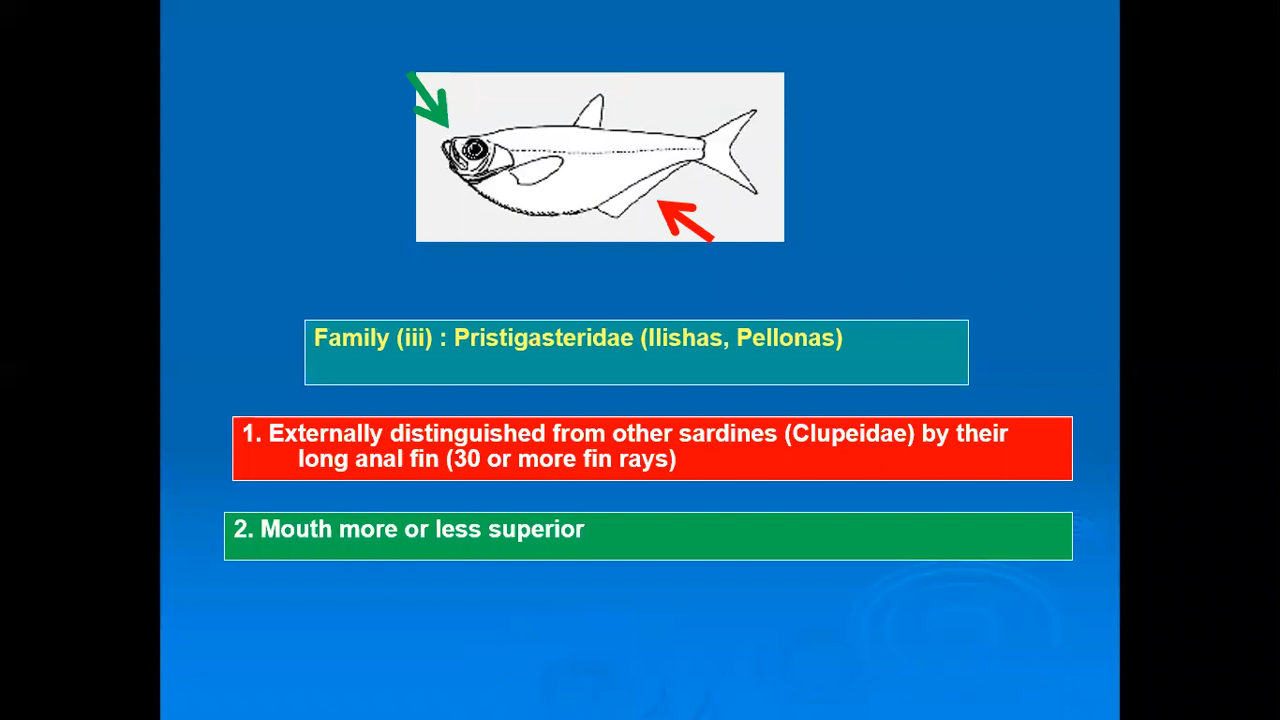 Family (iii) : Pristigasteridae (Ilishas, Pellonas)
1. Externally distinguished from other sardines (Clupeidae) by their
long anal fin (30 or more fin rays)
2. Mouth more or less superior